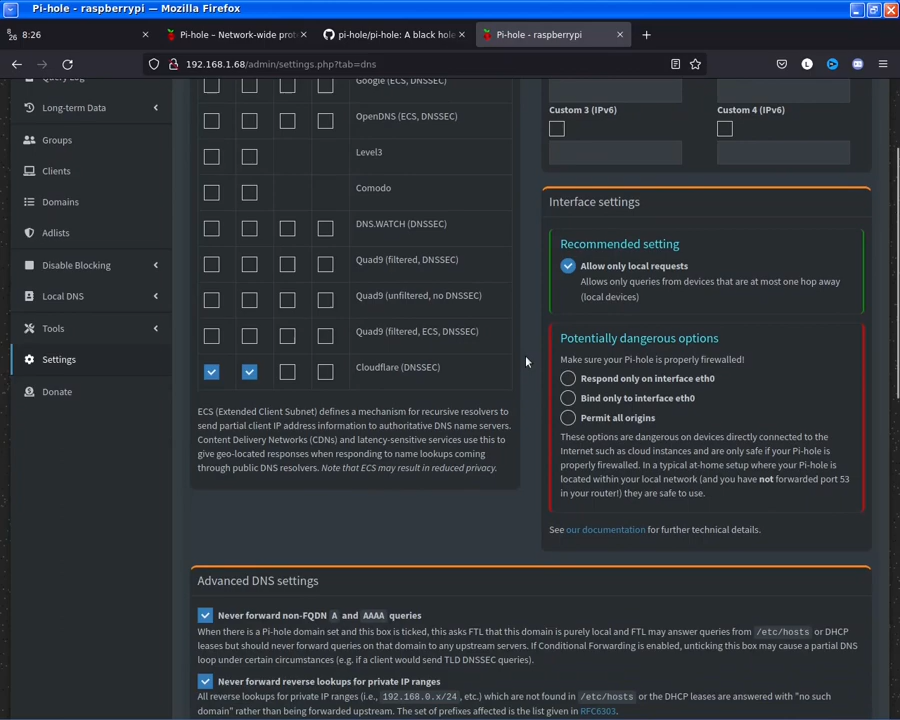 Pi-hole - raspberrypi — Mozilla Firefox
8
26
8:26
Pi-hole – Network-wide prot
pi-hole/pi-hole: A black hole
Pi-hole - raspberrypi
192.168.1.68/admin/settings.php?tab=dns
L
Query Log
Long-term Data
Groups
Clients
Domains
Adlists
Disable Blocking
Local DNS
Tools
Settings
Donate
Google (ECS, DNSSEC)
OpenDNS (ECS, DNSSEC)
Level3
Comodo
DNS.WATCH (DNSSEC)
Quad9 (filtered, DNSSEC)
Quad9 (unfiltered, no DNSSEC)
Quad9 (filtered, ECS, DNSSEC)
Cloudflare (DNSSEC)
ECS (Extended Client Subnet) defines a mechanism for recursive resolvers to
send partial client IP address information to authoritative DNS name servers.
Content Delivery Networks (CDNs) and latency-sensitive services use this to
give geo-located responses when responding to name lookups coming
through public DNS resolvers. Note that ECS may result in reduced privacy.
Custom 3 (IPv6)
Custom 4 (IPv6)
Interface settings
Recommended setting
Allow only local requests
Allows only queries from devices that are at most one hop away
(local devices)
Potentially dangerous options
Make sure your Pi-hole is properly firewalled!
Respond only on interface eth0
Bind only to interface eth0
Permit all origins
These options are dangerous on devices directly connected to the
Internet such as cloud instances and are only safe if your Pi-hole is
properly firewalled. In a typical at-home setup where your Pi-hole is
located within your local network (and you have not forwarded port 53
in your router!) they are safe to use.
See our documentation for further technical details.
Advanced DNS settings
Never forward non-FQDN A and AAAA queries
When there is a Pi-hole domain set and this box is ticked, this asks FTL that this domain is purely local and FTL may answer queries from /etc/hosts or DHCP
leases but should never forward queries on that domain to any upstream servers. If Conditional Forwarding is enabled, unticking this box may cause a partial DNS
loop under certain circumstances (e.g. if a client would send TLD DNSSEC queries).
Never forward reverse lookups for private IP ranges
All reverse lookups for private IP ranges (i.e., 192.168.0.x/24 , etc.) which are not found in /etc/hosts or the DHCP leases are answered with "no such
domain" rather than being forwarded upstream. The set of prefixes affected is the list given in RFC6303.